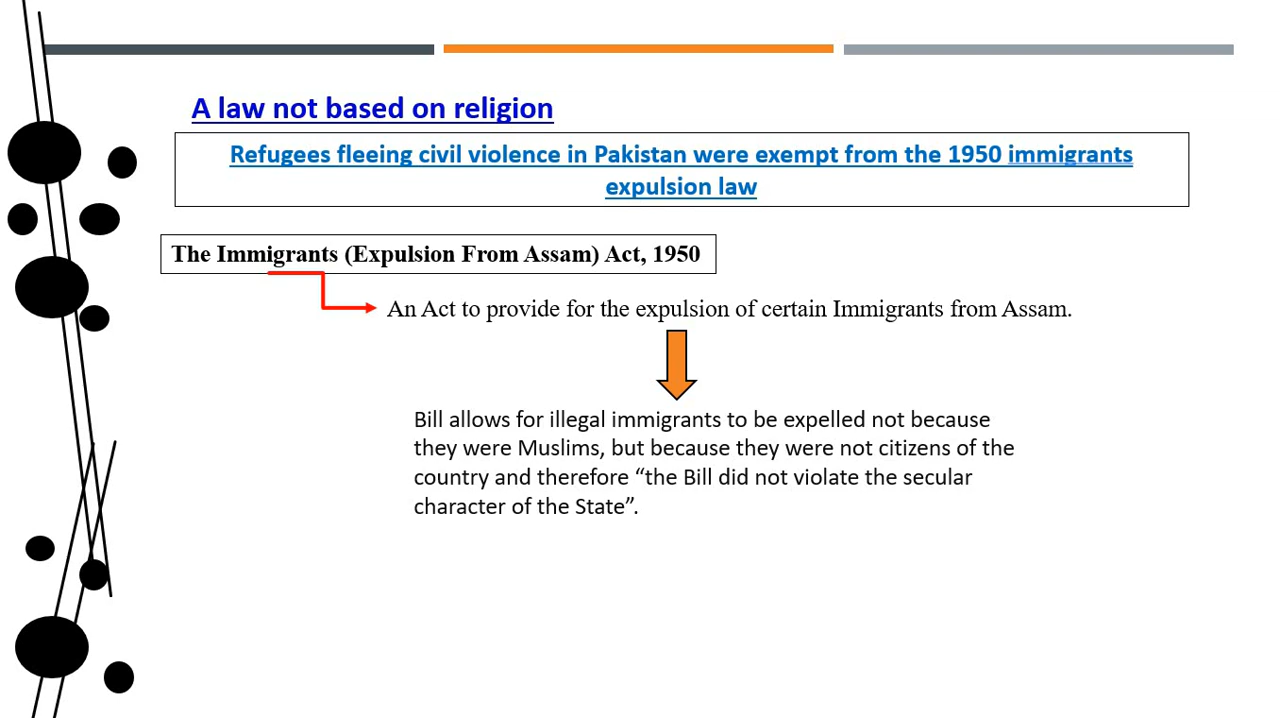 A law not based on religion
Refugees fleeing civil violence in Pakistan were exempt from the 1950 immigrants
expulsion law
The Immigrants (Expulsion From Assam) Act, 1950
An Act to provide for the expulsion of certain Immigrants from Assam.
Bill allows for illegal immigrants to be expelled not because
they were Muslims, but because they were not citizens of the
country and therefore “the Bill did not violate the secular
character of the State”.